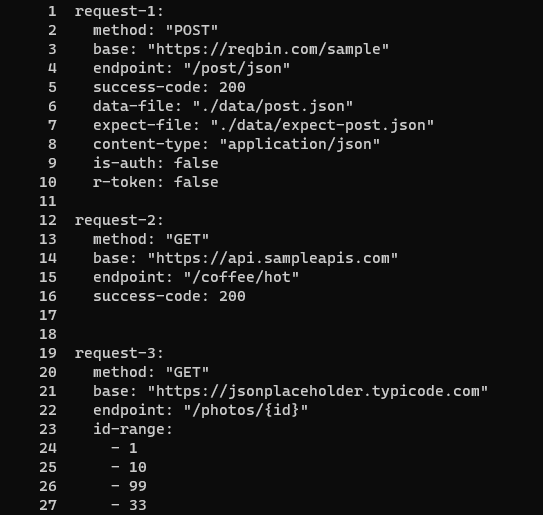 1 request-1:
2   method: "POST"
3   base: "https://reqbin.com/sample"
4   endpoint: "/post/json"
5   success-code: 200
6   data-file: "./data/post.json"
7   expect-file: "./data/expect-post.json"
8   content-type: "application/json"
9   is-auth: false
10   r-token: false
11
12 request-2:
13   method: "GET"
14   base: "https://api.sampleapis.com"
15   endpoint: "/coffee/hot"
16   success-code: 200
17
18
19 request-3:
20   method: "GET"
21   base: "https://jsonplaceholder.typicode.com"
22   endpoint: "/photos/{id}"
23   id-range:
24     - 1
25     - 10
26     - 99
27     - 33